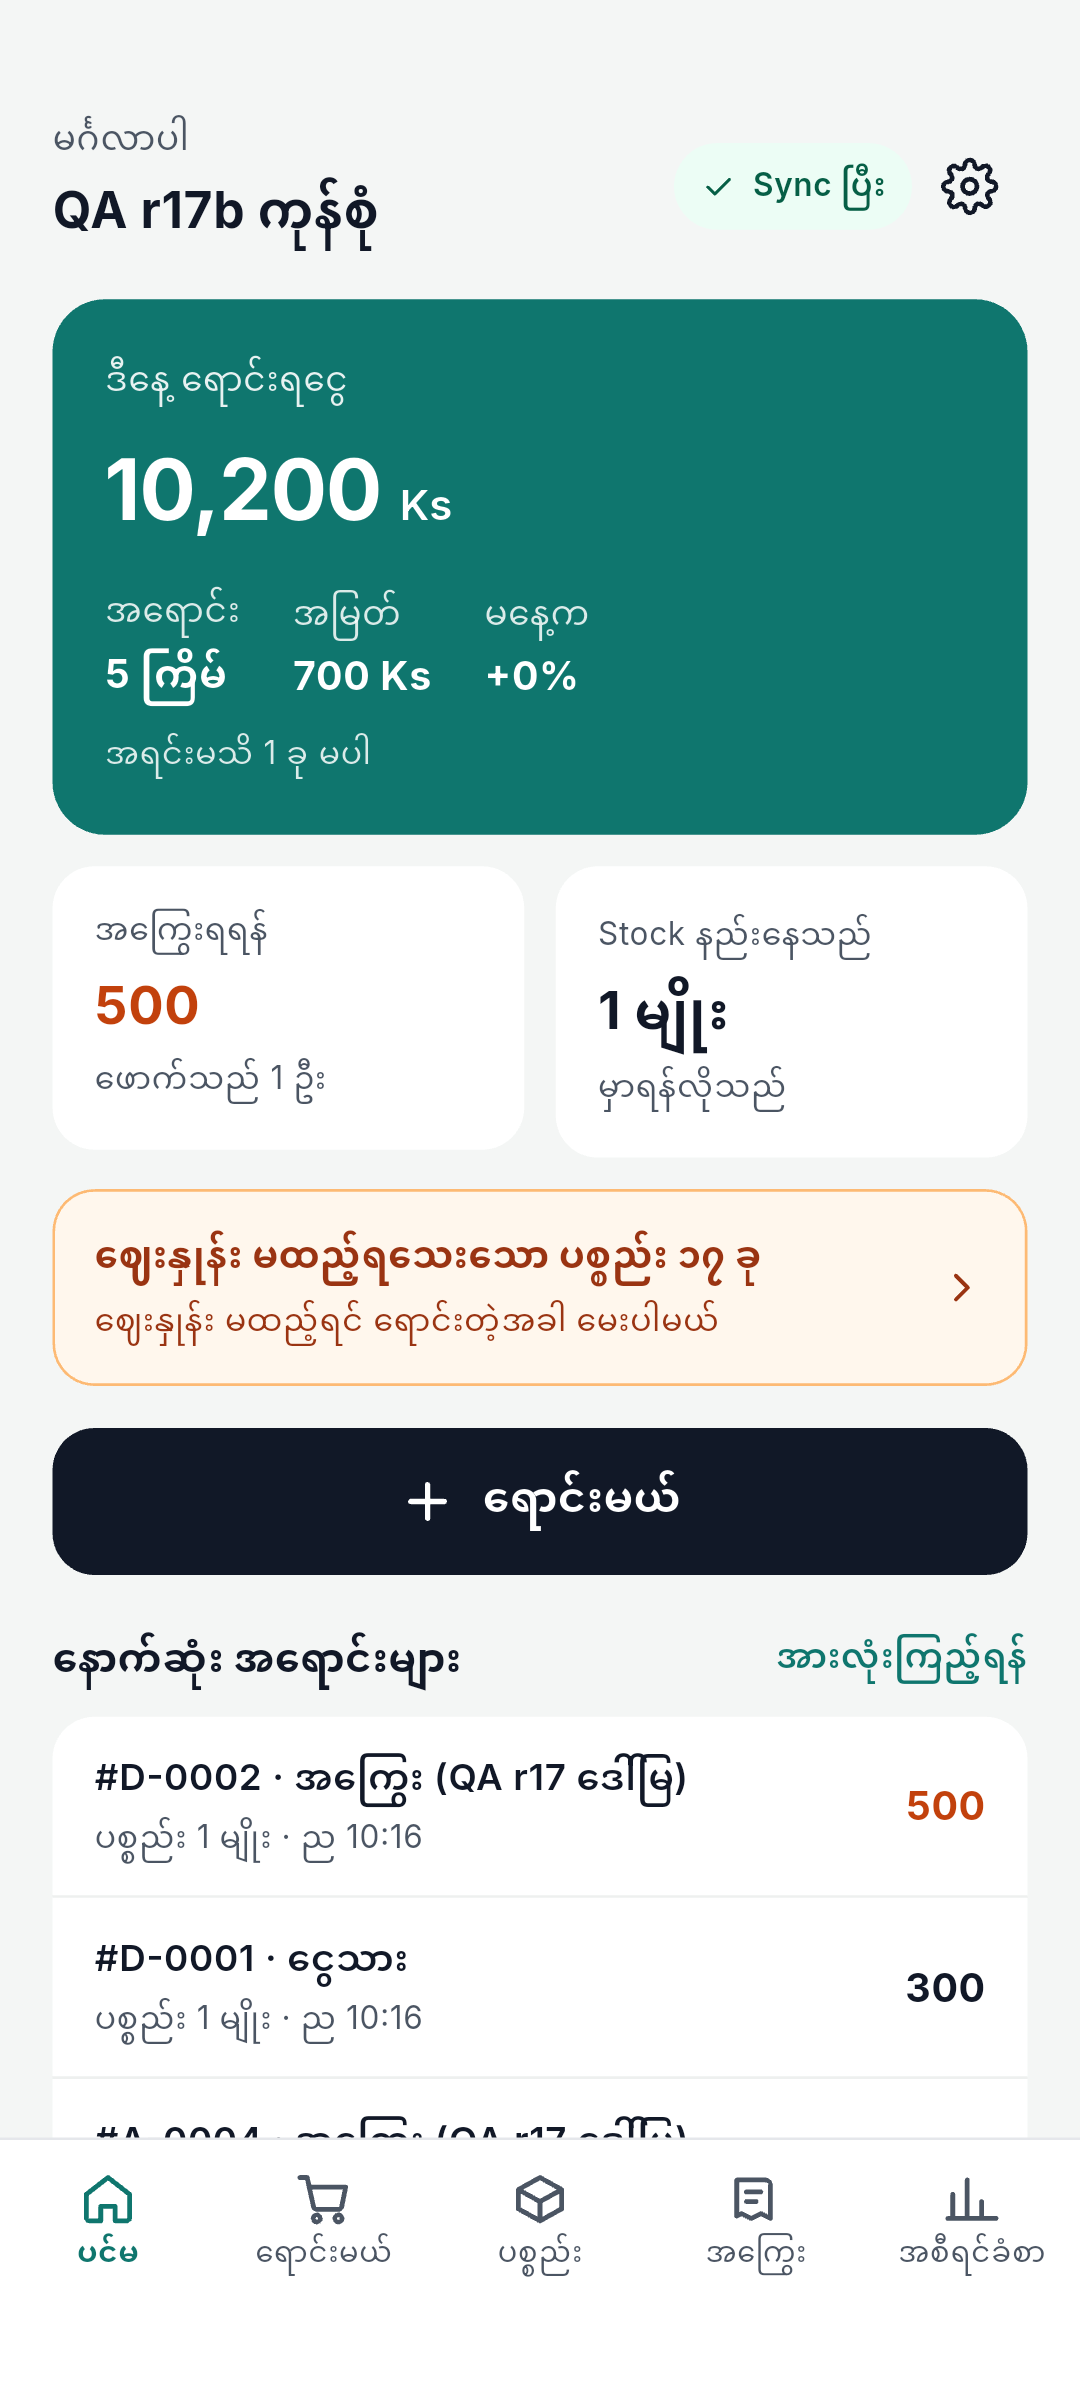 မင်္ဂလာပါ
QA r17b ကုန်စုံ
Sync ပြီး
ဒီနေ့ ရောင်းရငွေ
10,200 Ks
အရောင်း အမြတ် မနေ့က
5 ကြိမ် 700 Ks +0%
အရင်းမသိ 1 ခု မပါ
အကြွေးရရန်
500
ဖောက်သည် 1 ဦး
Stock နည်းနေသည်
1 မျိုး
မှာရန်လိုသည်
ဈေးနှုန်း မထည့်ရသေးသော ပစ္စည်း ၁၇ ခု
ဈေးနှုန်း မထည့်ရင် ရောင်းတဲ့အခါ မေးပါမယ်
ရောင်းမယ်
နောက်ဆုံး အရောင်းများ အားလုံးကြည့်ရန်
#D-0002 · အကြွေး (QA r17 ဒေါ်မြ) 500
ပစ္စည်း 1 မျိုး · ည 10:16
#D-0001 · ငွေသား 300
ပစ္စည်း 1 မျိုး · ည 10:16
#A-0004 · အကြွေး (QA r17 ဒေါ်မြ)
ပင်မ ရောင်းမယ် ပစ္စည်း အကြွေး အစီရင်ခံစာ